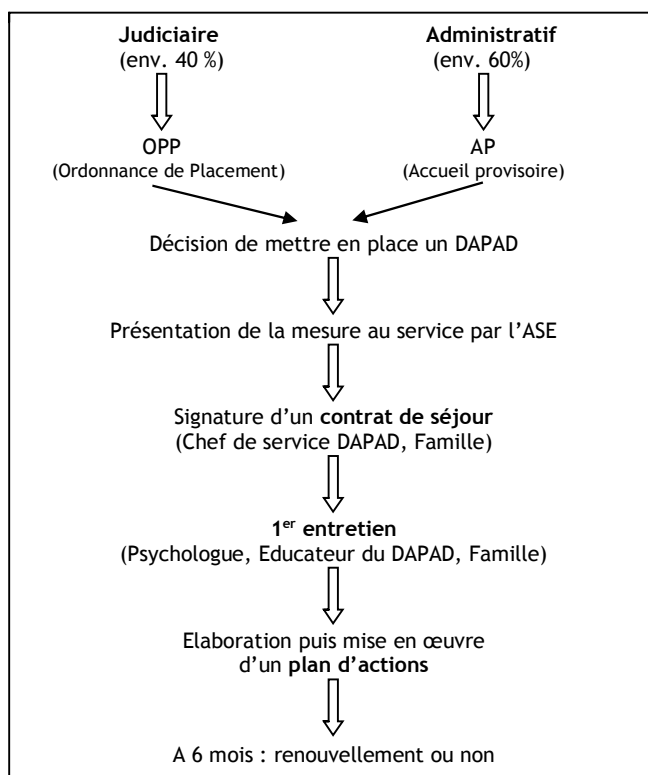 Judiciaire
(env. 40 %)
Administratif
(env. 60%)
OPP
(Ordonnance de Placement)
AP
(Accueil provisoire)
Décision de mettre en place un DAPAD
Présentation de la mesure au service par l’ASE
Signature d’un contrat de séjour
(Chef de service DAPAD, Famille)
1er entretien
(Psychologue, Educateur du DAPAD, Famille)
Elaboration puis mise en œuvre
d’un plan d’actions
A 6 mois : renouvellement ou non